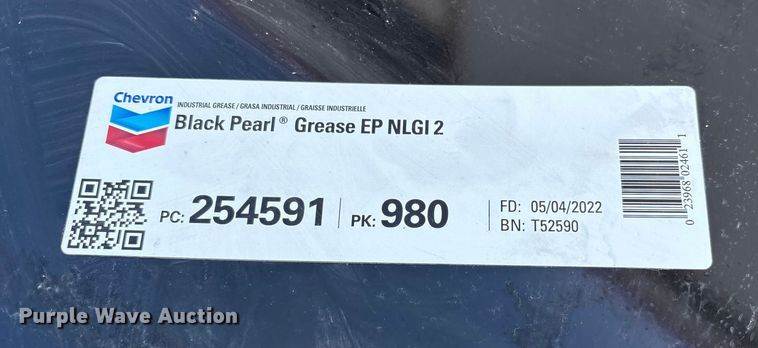 Chevron
INDUSTRIAL GREASE / GRASA INDUSTRIAL / GRAISSE INDUSTRIELLE
Black Pearl® Grease EP NLGI 2
PC: 254591 | PK: 980
FD: 05/04/2022
BN: T52590
0 23968 02461 1
Purple Wave Auction